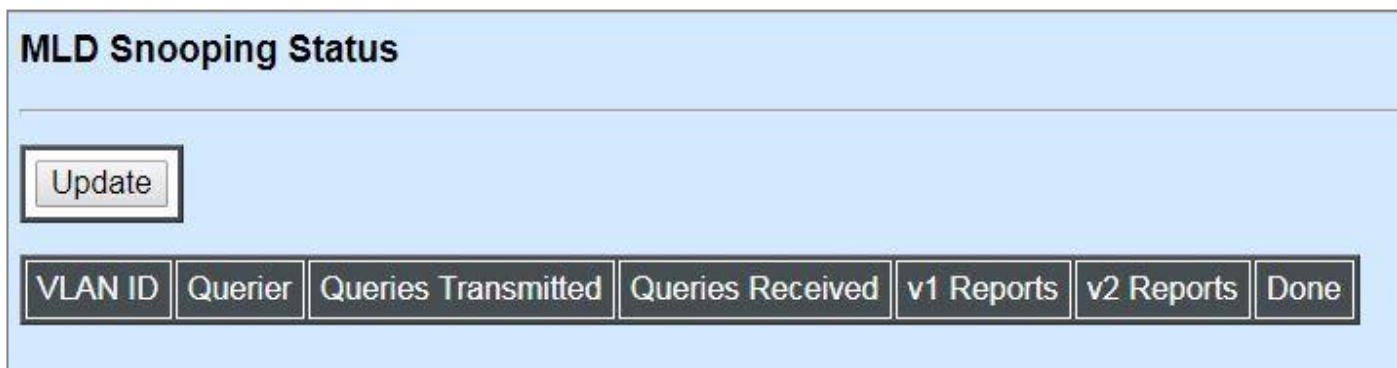 MLD Snooping Status
Update
VLAN ID Querier Queries Transmitted Queries Received v1 Reports v2 Reports Done